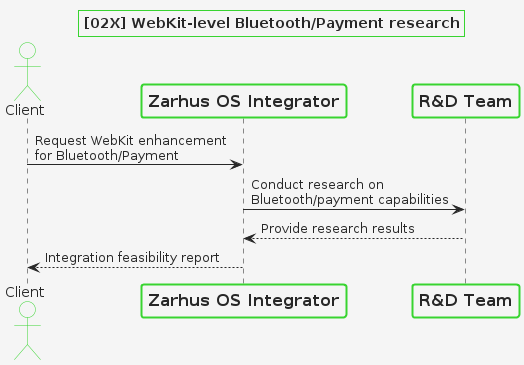 [02X] WebKit-level Bluetooth/Payment research
Client
Zarhus OS Integrator
R&D Team
Request WebKit enhancement
for Bluetooth/Payment
Conduct research on
Bluetooth/payment capabilities
Provide research results
Integration feasibility report
Client
Zarhus OS Integrator
R&D Team